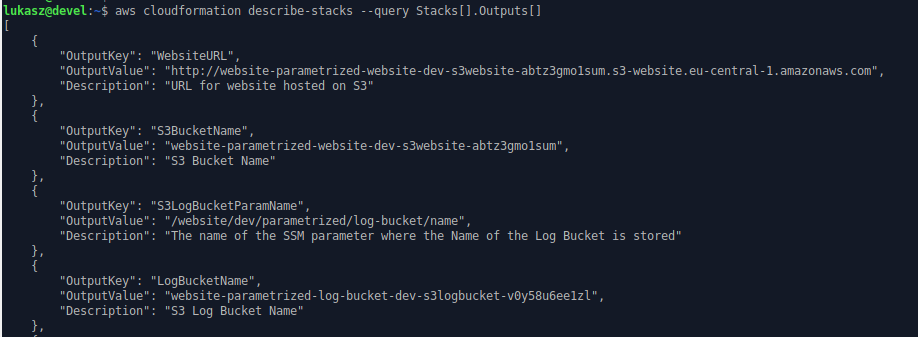 lukasz@devel:~$ aws cloudformation describe-stacks --query Stacks[].Outputs[]
[
    {
        "OutputKey": "WebsiteURL",
        "OutputValue": "http://website-parametrized-website-dev-s3website-abtz3gmo1sum.s3-website.eu-central-1.amazonaws.com",
        "Description": "URL for website hosted on S3"
    },
    {
        "OutputKey": "S3BucketName",
        "OutputValue": "website-parametrized-website-dev-s3website-abtz3gmo1sum",
        "Description": "S3 Bucket Name"
    },
    {
        "OutputKey": "S3LogBucketParamName",
        "OutputValue": "/website/dev/parametrized/log-bucket/name",
        "Description": "The name of the SSM parameter where the Name of the Log Bucket is stored"
    },
    {
        "OutputKey": "LogBucketName",
        "OutputValue": "website-parametrized-log-bucket-dev-s3logbucket-v0y58u6ee1zl",
        "Description": "S3 Log Bucket Name"
    },